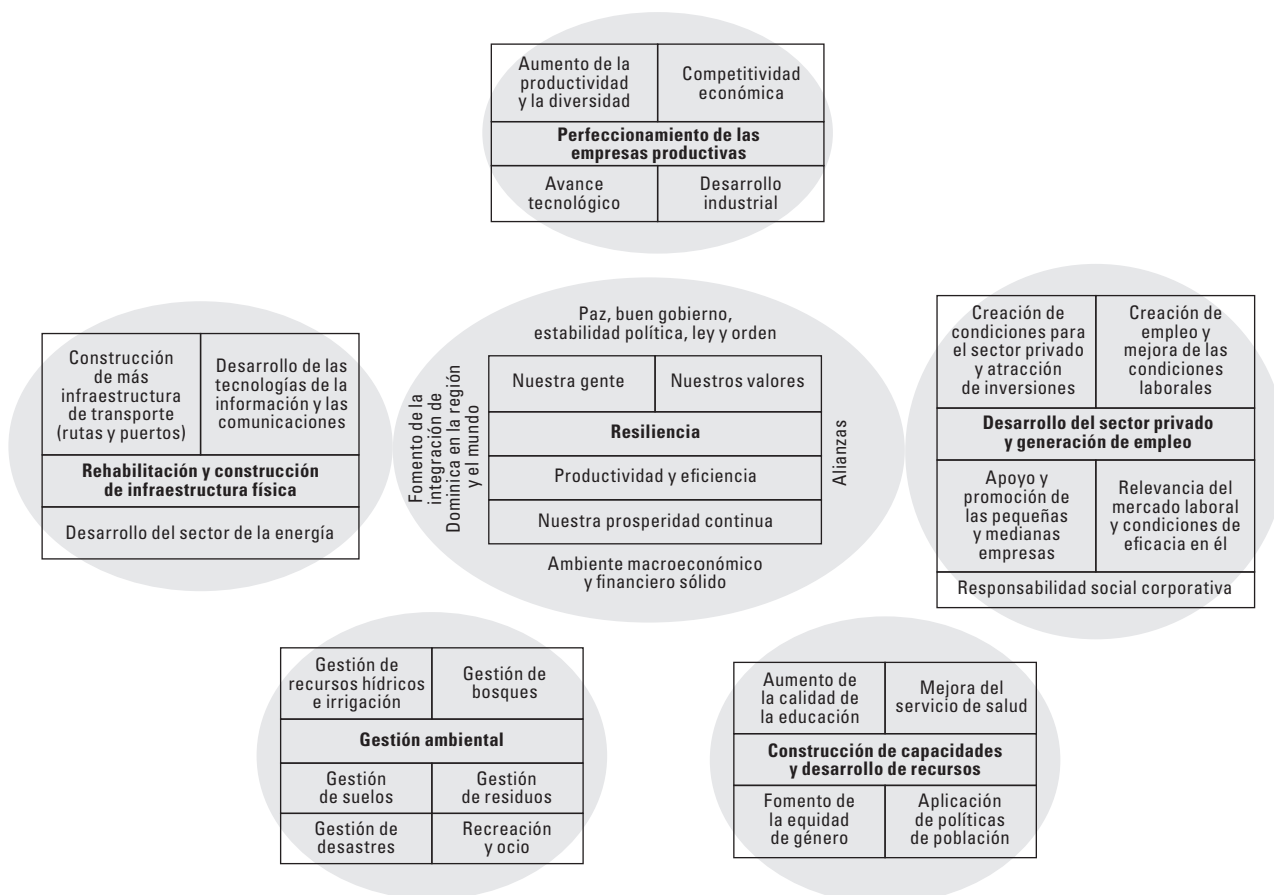 Aumento de la
productividad
y la diversidad
Competitividad
económica
Perfeccionamiento de las
empresas productivas
Avance
tecnológico
Desarrollo
industrial
Construcción
de más
infraestructura
de transporte
(rutas y puertos)
Desarrollo de las
tecnologías de la
información y las
comunicaciones
Rehabilitación y construcción
de infraestructura física
Desarrollo del sector de la energía
Paz, buen gobierno,
estabilidad política, ley y orden
Fomento de la
integración de
Dominica en la región
y el mundo
Nuestra gente
Nuestros valores
Resiliencia
Productividad y eficiencia
Nuestra prosperidad continua
Alianzas
Ambiente macroeconómico
y financiero sólido
Creación de
condiciones para
el sector privado
y atracción
de inversiones
Creación de
empleo y
mejora de las
condiciones
laborales
Desarrollo del sector privado
y generación de empleo
Apoyo y
promoción de
las pequeñas
y medianas
empresas
Relevancia del
mercado laboral
y condiciones de
eficacia en él
Responsabilidad social corporativa
Gestión de
recursos hídricos
e irrigación
Gestión de
bosques
Gestión ambiental
Gestión
de suelos
Gestión
de residuos
Gestión de
desastres
Recreación
y ocio
Aumento de
la calidad de
la educación
Mejora del
servicio de salud
Construcción de capacidades
y desarrollo de recursos
Fomento de
la equidad
de género
Aplicación
de políticas
de población